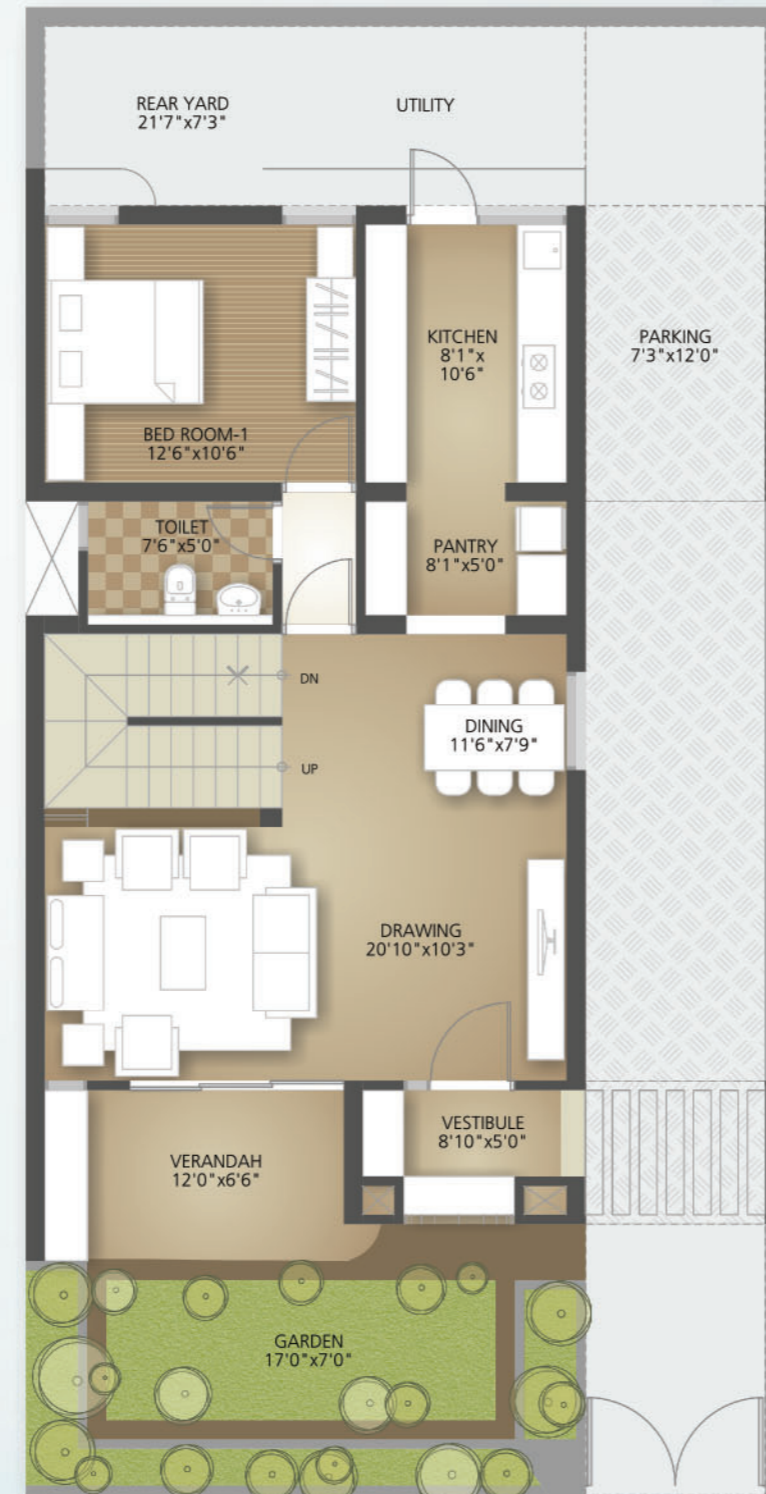 REAR YARD
21'7"x7'3"
UTILITY
KITCHEN
8'1"x
10'6"
PARKING
7'3"x12'0"
BED ROOM-1
12'6"x10'6"
TOILET
7'6"x5'0"
PANTRY
8'1"x5'0"
DN
DINING
11'6"x7'9"
UP
DRAWING
20'10"x10'3"
VESTIBULE
8'10"x5'0"
VERANDAH
12'0"x6'6"
GARDEN
17'0"x7'0"